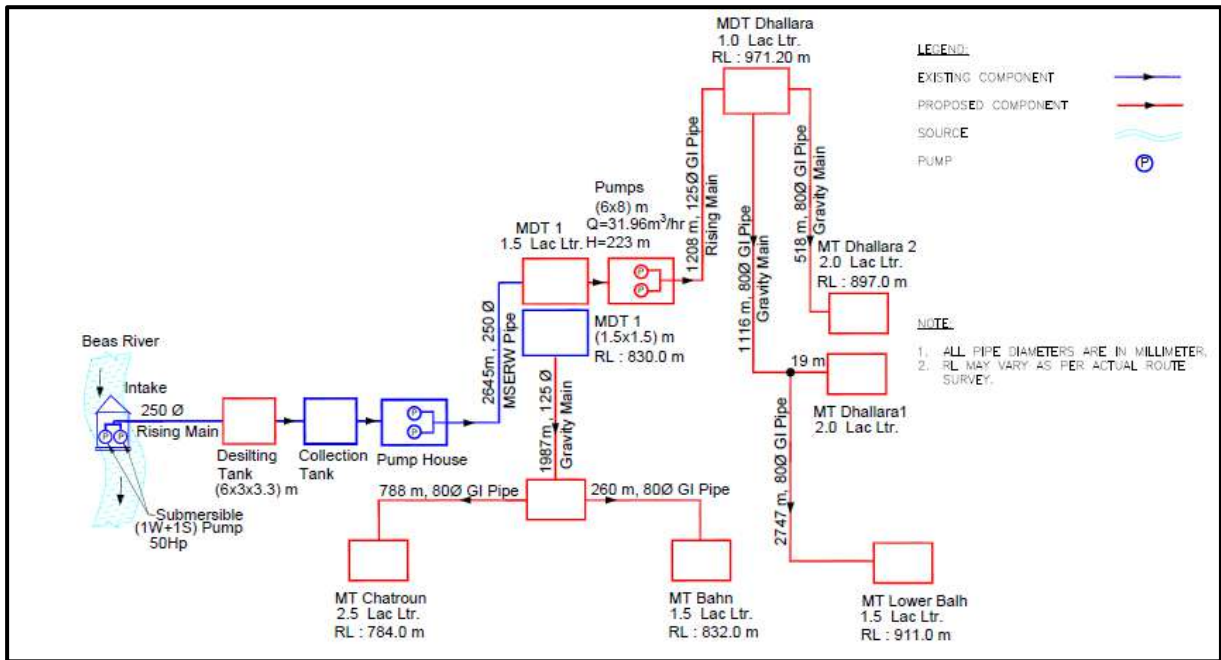 MDT Dhallara
1.0 Lac Ltr.
RL : 971.20 m
LEGEND:
EXISTING COMPONENT
PROPOSED COMPONENT
SOURCE
PUMP
P
1208 m, 125Ø GI Pipe
Rising Main
1116 m, 80Ø GI Pipe
Gravity Main
518 m, 80Ø GI Pipe
Gravity Main
Pumps
(6x8) m
Q=31.96m³/hr
H=223 m
P
P
MDT 1
1.5 Lac Ltr.
MDT 1
(1.5x1.5) m
RL : 830.0 m
MT Dhallara 2
2.0 Lac Ltr.
RL : 897.0 m
NOTE:
1. ALL PIPE DIAMETERS ARE IN MILLIMETER.
2. RL MAY VARY AS PER ACTUAL ROUTE
SURVEY.
19 m
MT Dhallara1
2.0 Lac Ltr.
Beas River
Intake
P
P
250 Ø
Rising Main
Desilting
Tank
(6x3x3.3) m
Collection
Tank
P
P
Pump House
2645m , 250 Ø
MSERW Pipe
1987m , 125 Ø
Gravity Main
Submersible
(1W+1S) Pump
50Hp
788 m, 80Ø GI Pipe
260 m, 80Ø GI Pipe
2747 m, 80Ø GI Pipe
MT Chatroun
2.5 Lac Ltr.
RL : 784.0 m
MT Bahn
1.5 Lac Ltr.
RL : 832.0 m
MT Lower Balh
1.5 Lac Ltr.
RL : 911.0 m